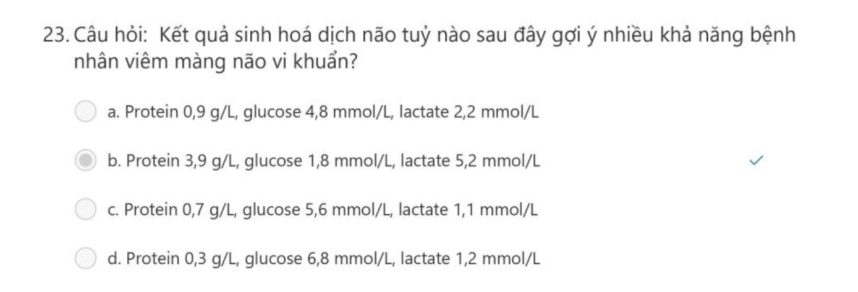 23. Câu hỏi: Kết quả sinh hoá dịch não tuỷ nào sau đây gợi ý nhiều khả năng bệnh
nhân viêm màng não vi khuẩn?
a. Protein 0,9 g/L, glucose 4,8 mmol/L, lactate 2,2 mmol/L
b. Protein 3,9 g/L, glucose 1,8 mmol/L, lactate 5,2 mmol/L
c. Protein 0,7 g/L, glucose 5,6 mmol/L, lactate 1,1 mmol/L
d. Protein 0,3 g/L, glucose 6,8 mmol/L, lactate 1,2 mmol/L